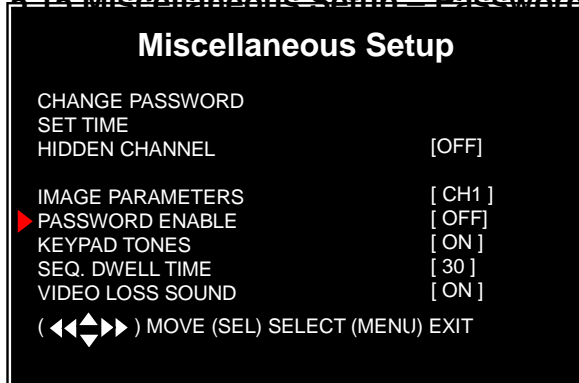 Miscellaneous Setup
CHANGE PASSWORD
SET TIME
HIDDEN CHANNEL [OFF]
IMAGE PARAMETERS [ CH1 ]
PASSWORD ENABLE [ OFF]
KEYPAD TONES [ ON ]
SEQ. DWELL TIME [ 30 ]
VIDEO LOSS SOUND [ ON ]
( ) MOVE (SEL) SELECT (MENU) EXIT